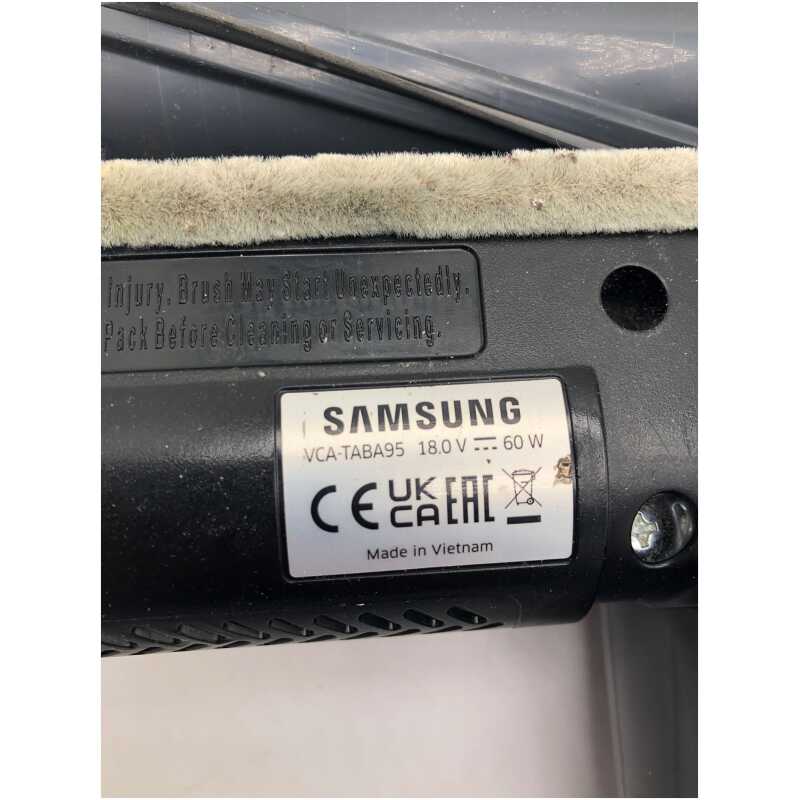 Injury. Brush May Start Unexpectedly.
Pack Before Cleaning or Servicing.
SAMSUNG
VCA-TABA95 18.0 V ⎓ 60 W
CE UK CA EAC
Made in Vietnam